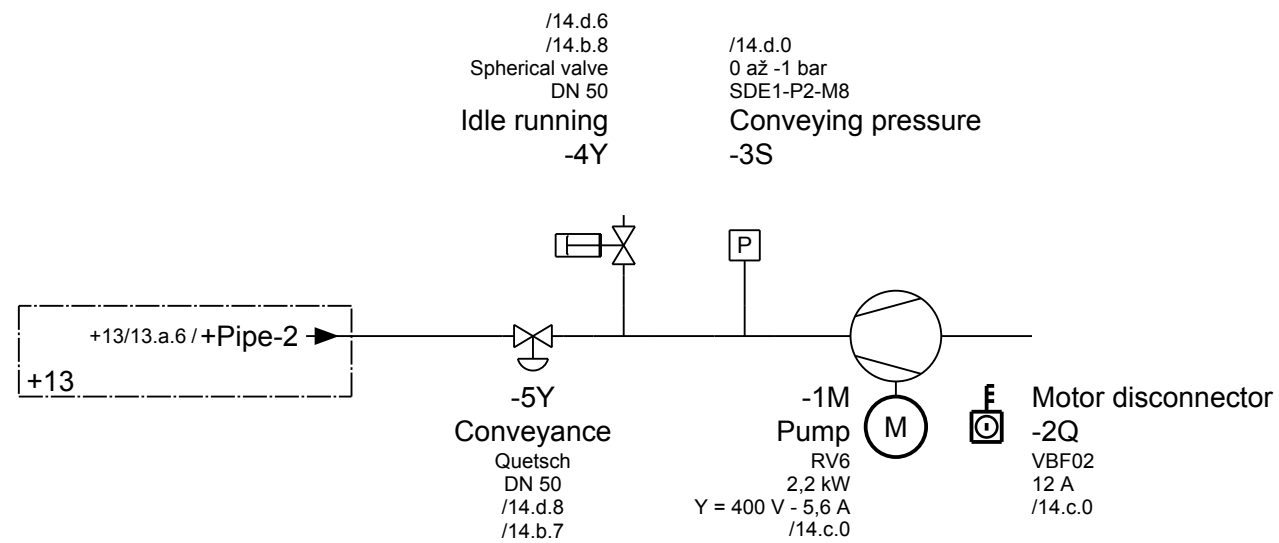 /14.d.6
/14.b.8
Spherical valve
DN 50
Idle running
-4Y
/14.d.0
0 až -1 bar
SDE1-P2-M8
Conveying pressure
-3S
P
+13/13.a.6 / +Pipe-2
+13
-5Y
Conveyance
Quetsch
DN 50
/14.d.8
/14.b.7
-1M
Pump
RV6
2,2 kW
Y = 400 V - 5,6 A
/14.c.0
M
Motor disconnector
-2Q
VBF02
12 A
/14.c.0